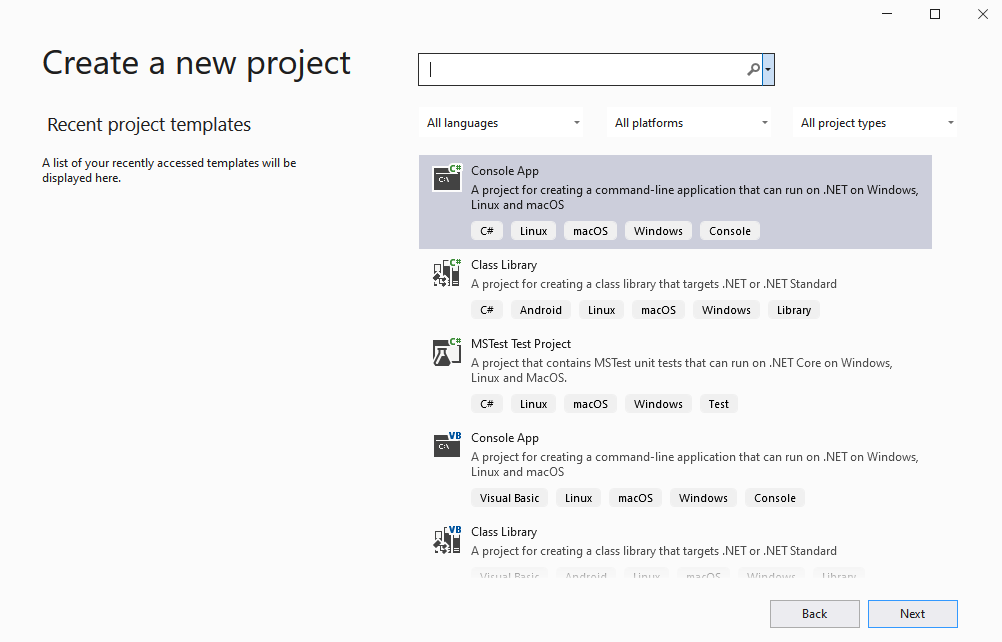 Create a new project
Recent project templates
A list of your recently accessed templates will be
displayed here.
All languages
All platforms
All project types
C#
C:\
Console App
A project for creating a command-line application that can run on .NET on Windows,
Linux and macOS
C# Linux macOS Windows Console
C#
Class Library
A project for creating a class library that targets .NET or .NET Standard
C# Android Linux macOS Windows Library
C#
MSTest Test Project
A project that contains MSTest unit tests that can run on .NET Core on Windows,
Linux and MacOS.
C# Linux macOS Windows Test
VB
C:\
Console App
A project for creating a command-line application that can run on .NET on Windows,
Linux and macOS
Visual Basic Linux macOS Windows Console
VB
Class Library
A project for creating a class library that targets .NET or .NET Standard
Visual Basic Android Linux macOS Windows Library
Back
Next